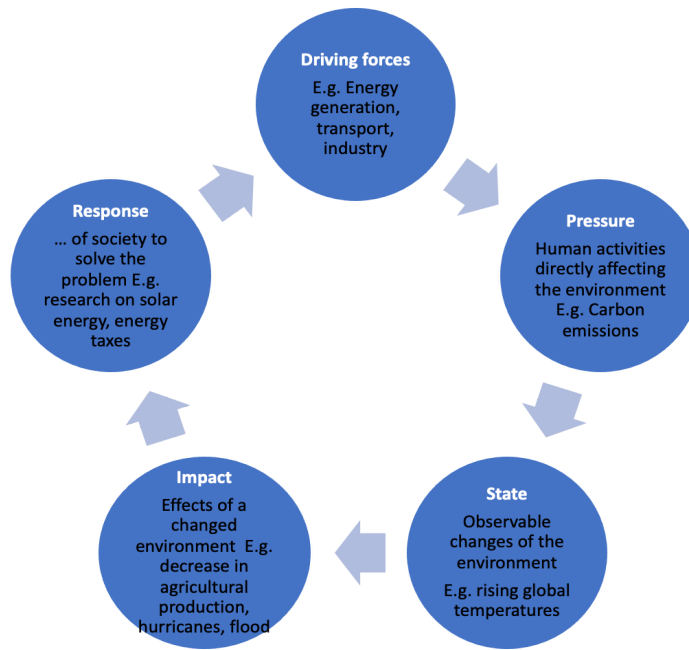 Driving forces
E.g. Energy
generation,
transport,
industry
Pressure
Human activities
directly affecting
the environment
E.g. Carbon
emissions
State
Observable
changes of the
environment
E.g. rising global
temperatures
Impact
Effects of a
changed
environment  E.g.
decrease in
agricultural
production,
hurricanes, flood
Response
... of society to
solve the
problem E.g.
research on solar
energy, energy
taxes